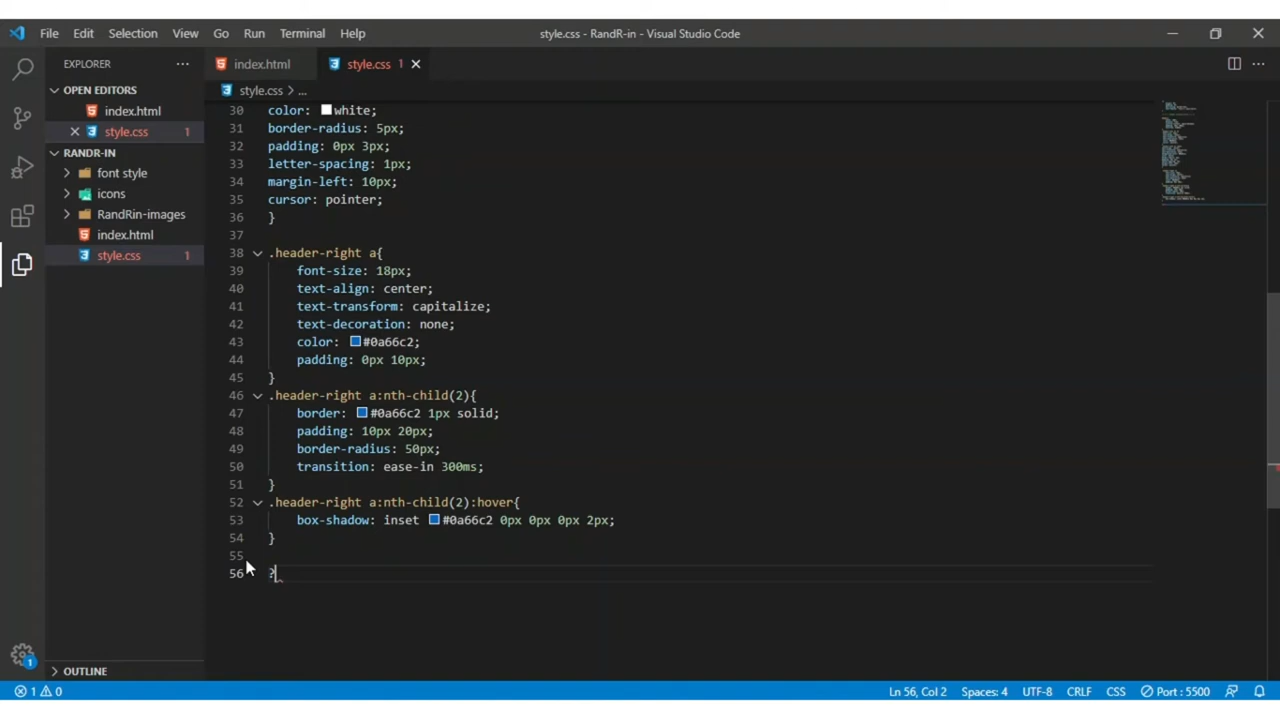 File Edit Selection View Go Run Terminal Help style.css - RandR-in - Visual Studio Code
EXPLORER ... index.html style.css 1
OPEN EDITORS style.css > ...
index.html
style.css 1
RANDR-IN
font style
icons
RandRin-images
index.html
style.css 1
30 color: white;
31 border-radius: 5px;
32 padding: 0px 3px;
33 letter-spacing: 1px;
34 margin-left: 10px;
35 cursor: pointer;
36 }
37
38 .header-right a{
39 font-size: 18px;
40 text-align: center;
41 text-transform: capitalize;
42 text-decoration: none;
43 color: #0a66c2;
44 padding: 0px 10px;
45 }
46 .header-right a:nth-child(2){
47 border: #0a66c2 1px solid;
48 padding: 10px 20px;
49 border-radius: 50px;
50 transition: ease-in 300ms;
51 }
52 .header-right a:nth-child(2):hover{
53 box-shadow: inset #0a66c2 0px 0px 0px 2px;
54 }
55
56 ?
1
OUTLINE
1 0 Ln 56, Col 2 Spaces: 4 UTF-8 CRLF CSS Port : 5500